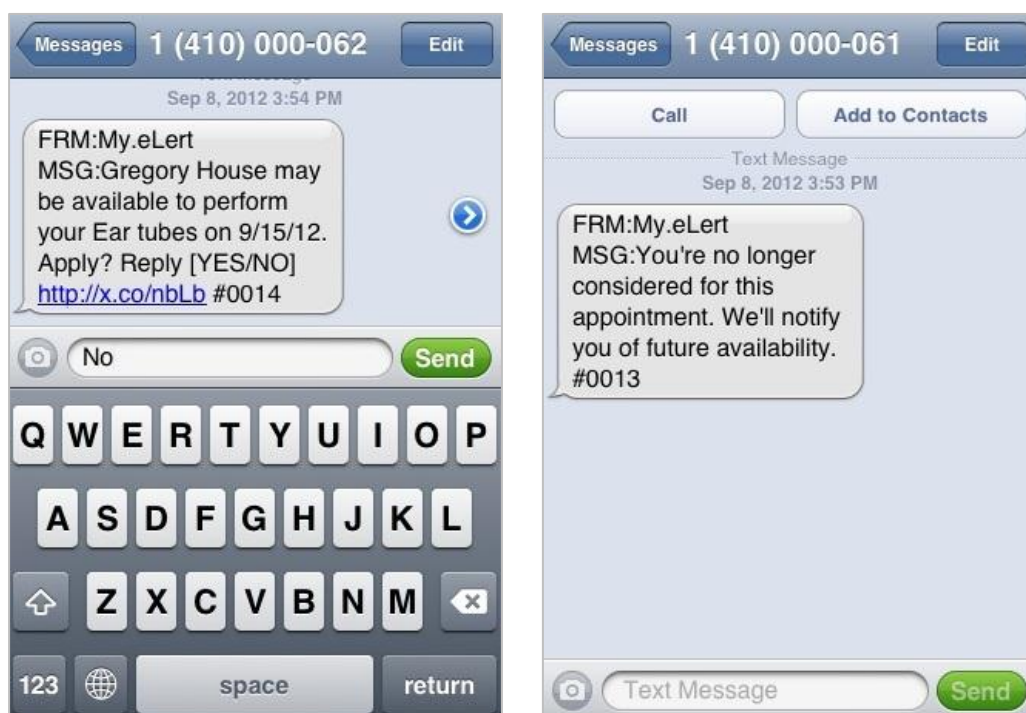 Messages 1 (410) 000-062 Edit
Sep 8, 2012 3:54 PM
FRM:My.eLert
MSG:Gregory House may
be available to perform
your Ear tubes on 9/15/12.
Apply? Reply [YES/NO]
http://x.co/nbLb #0014
No Send
Q W E R T Y U I O P
A S D F G H J K L
Z X C V B N M
123 space return
Messages 1 (410) 000-061 Edit
Call Add to Contacts
Text Message
Sep 8, 2012 3:53 PM
FRM:My.eLert
MSG:You're no longer
considered for this
appointment. We'll notify
you of future availability.
#0013
Text Message Send